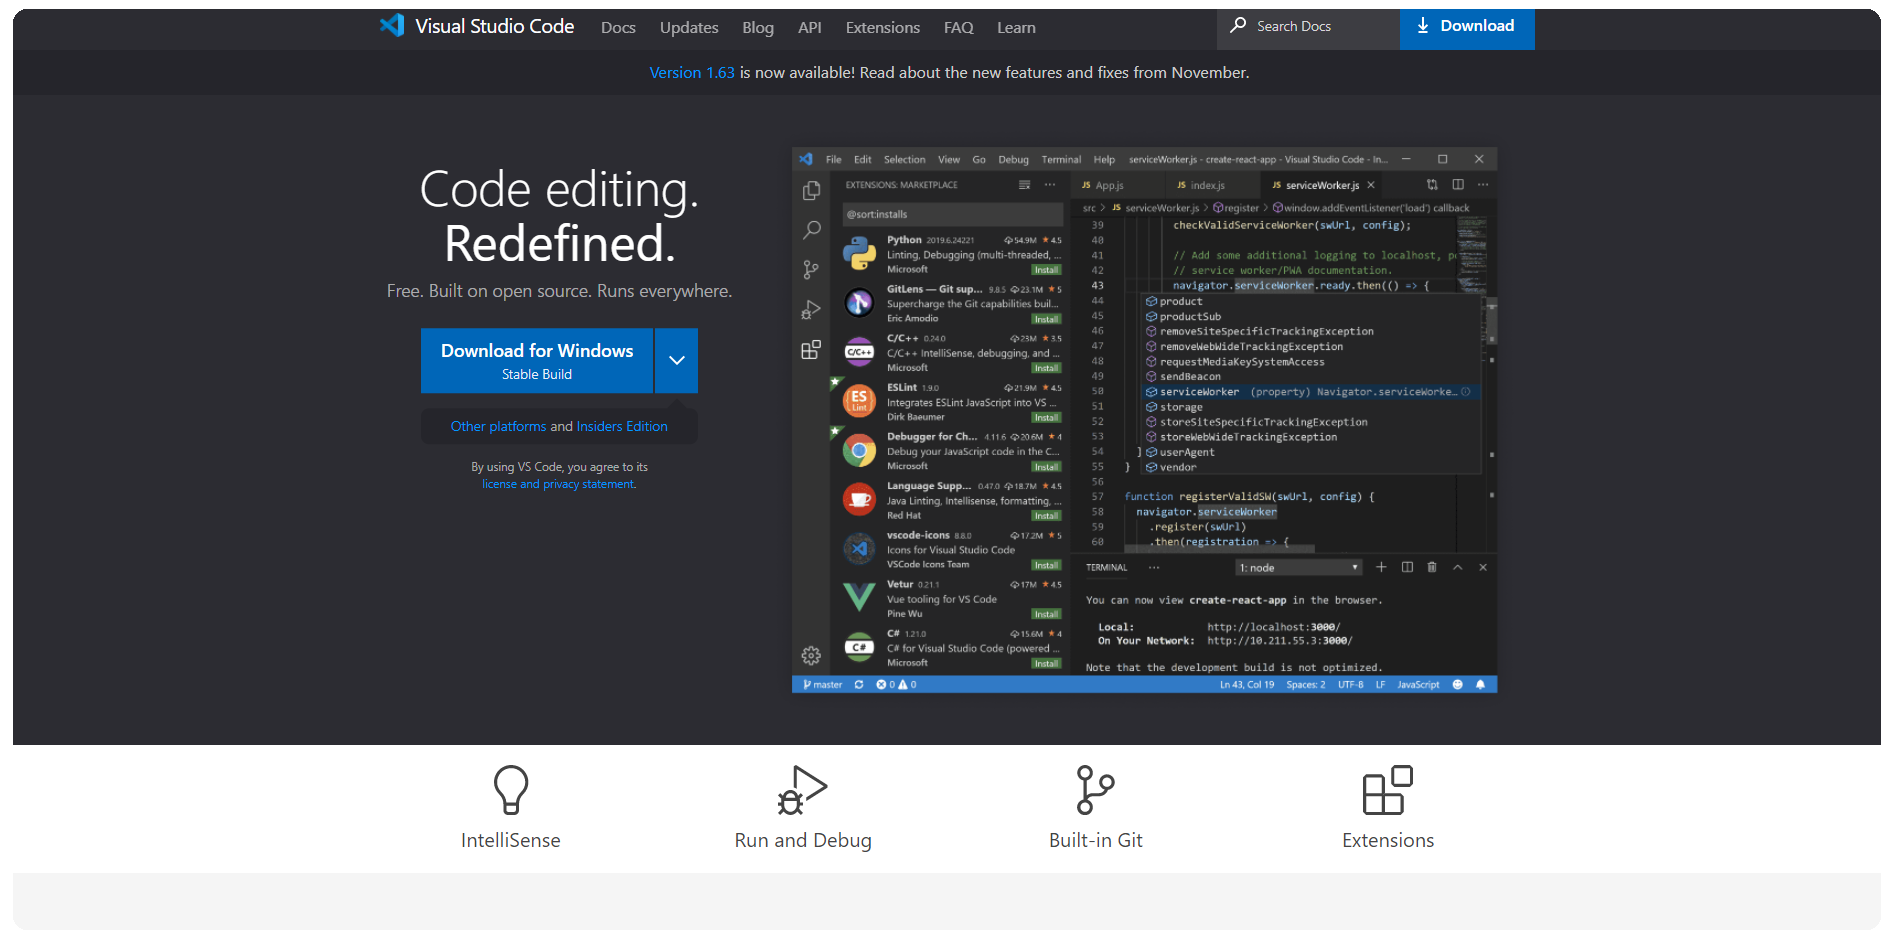 Visual Studio Code Docs Updates Blog API Extensions FAQ Learn Search Docs Download
Version 1.63 is now available! Read about the new features and fixes from November.
Code editing.
Redefined.
Free. Built on open source. Runs everywhere.
Download for Windows
Stable Build
Other platforms and Insiders Edition
By using VS Code, you agree to its
license and privacy statement.
File Edit Selection View Go Debug Terminal Help serviceWorker.js - create-react-app - Visual Studio Code - In...
EXTENSIONS: MARKETPLACE ...
@sort:installs
Python 2019.6.24221 54.9M ★ 4.5
Linting, Debugging (multi-threaded, ...
Microsoft Install
GitLens — Git sup... 9.8.5 23.1M ★ 5
Supercharge the Git capabilities buil...
Eric Amodio Install
C/C++
C/C++ 0.24.0 23M ★ 3.5
C/C++ IntelliSense, debugging, and ...
Microsoft Install
ES
Lint
ESLint 1.9.0 21.9M ★ 4.5
Integrates ESLint JavaScript into VS ...
Dirk Baeumer Install
Debugger for Ch... 4.11.6 20.6M ★ 4
Debug your JavaScript code in the C...
Microsoft Install
Language Supp... 0.47.0 18.7M ★ 4.5
Java Linting, Intellisense, formatting, ...
Red Hat Install
vscode-icons 8.8.0 17.2M ★ 5
Icons for Visual Studio Code
VSCode Icons Team Install
Vetur 0.21.1 17M ★ 4.5
Vue tooling for VS Code
Pine Wu Install
C#
C# 1.21.0 15.6M ★ 4
C# for Visual Studio Code (powered ...
Microsoft Install
JS App.js JS index.js JS serviceWorker.js ...
src > JS serviceWorker.js > register > window.addEventListener('load') callback
39 checkValidServiceWorker(swUrl, config);
40
41 // Add some additional logging to localhost,
42 // service worker/PWA documentation.
43 navigator.serviceWorker.ready.then(() => {
44 product
45 productSub
46 removeSiteSpecificTrackingException
47 removeWebWideTrackingException
48 requestMediaKeySystemAccess
49 sendBeacon
50 serviceWorker (property) Navigator.serviceWorke...
51 storage
52 storeSiteSpecificTrackingException
53 storeWebWideTrackingException
54 userAgent
55 } vendor
56
57 function registerValidSW(swUrl, config) {
58 navigator.serviceWorker
59 .register(swUrl)
60 .then(registration => {
TERMINAL ... 1: node
You can now view create-react-app in the browser.
Local: http://localhost:3000/
On Your Network: http://10.211.55.3:3000/
Note that the development build is not optimized.
master 0 0 Ln 43, Col 19 Spaces: 2 UTF-8 LF JavaScript
IntelliSense Run and Debug Built-in Git Extensions